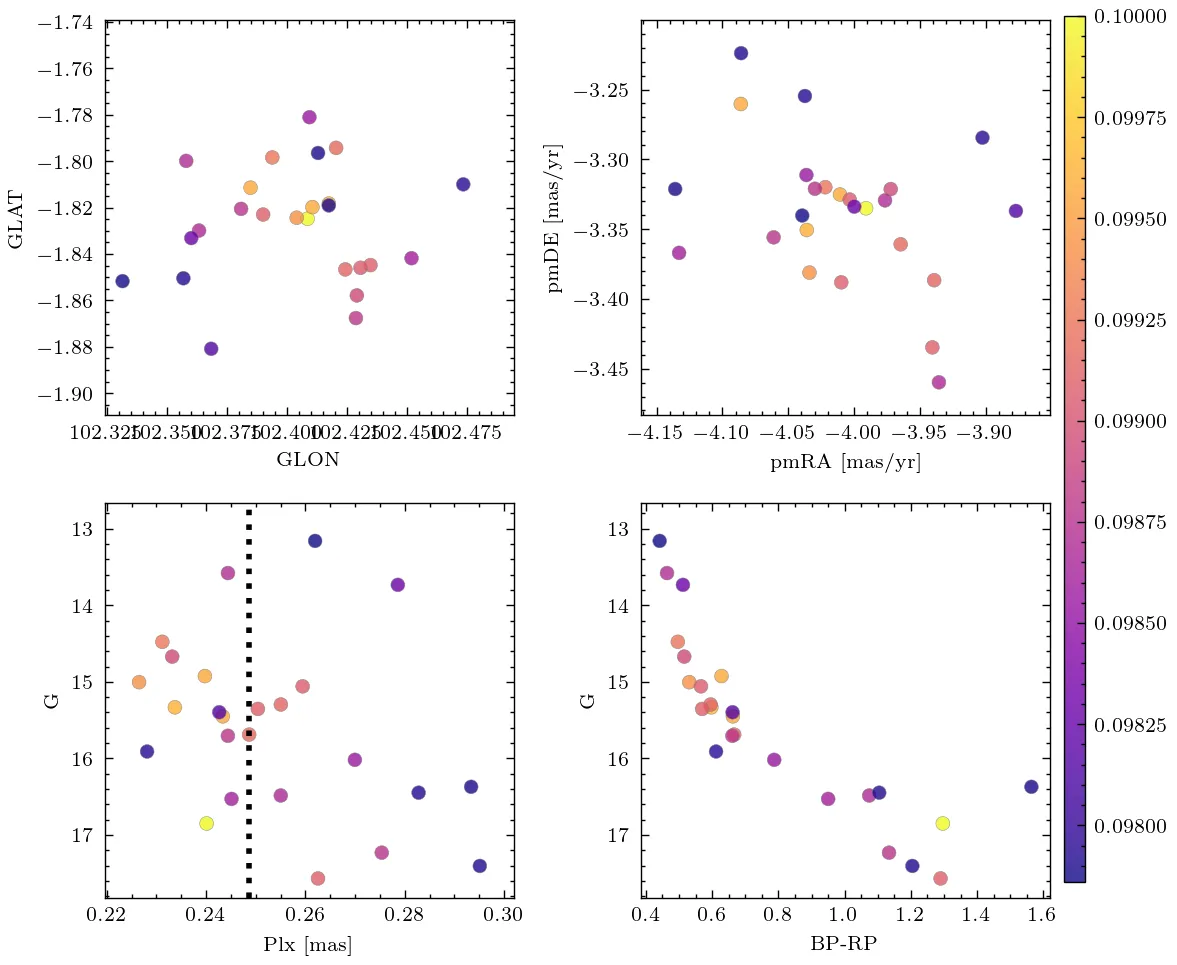 −1.74
−1.76
−1.78
−1.80
−1.82
−1.84
−1.86
−1.88
−1.90
GLAT
102.325 102.350 102.375 102.400 102.425 102.450 102.475
GLON
−3.25
−3.30
−3.35
−3.40
−3.45
pmDE [mas/yr]
−4.15 −4.10 −4.05 −4.00 −3.95 −3.90
pmRA [mas/yr]
0.10000
0.09975
0.09950
0.09925
0.09900
0.09875
0.09850
0.09825
0.09800
13
14
15
16
17
G
0.22 0.24 0.26 0.28 0.30
Plx [mas]
13
14
15
16
17
G
0.4 0.6 0.8 1.0 1.2 1.4 1.6
BP-RP